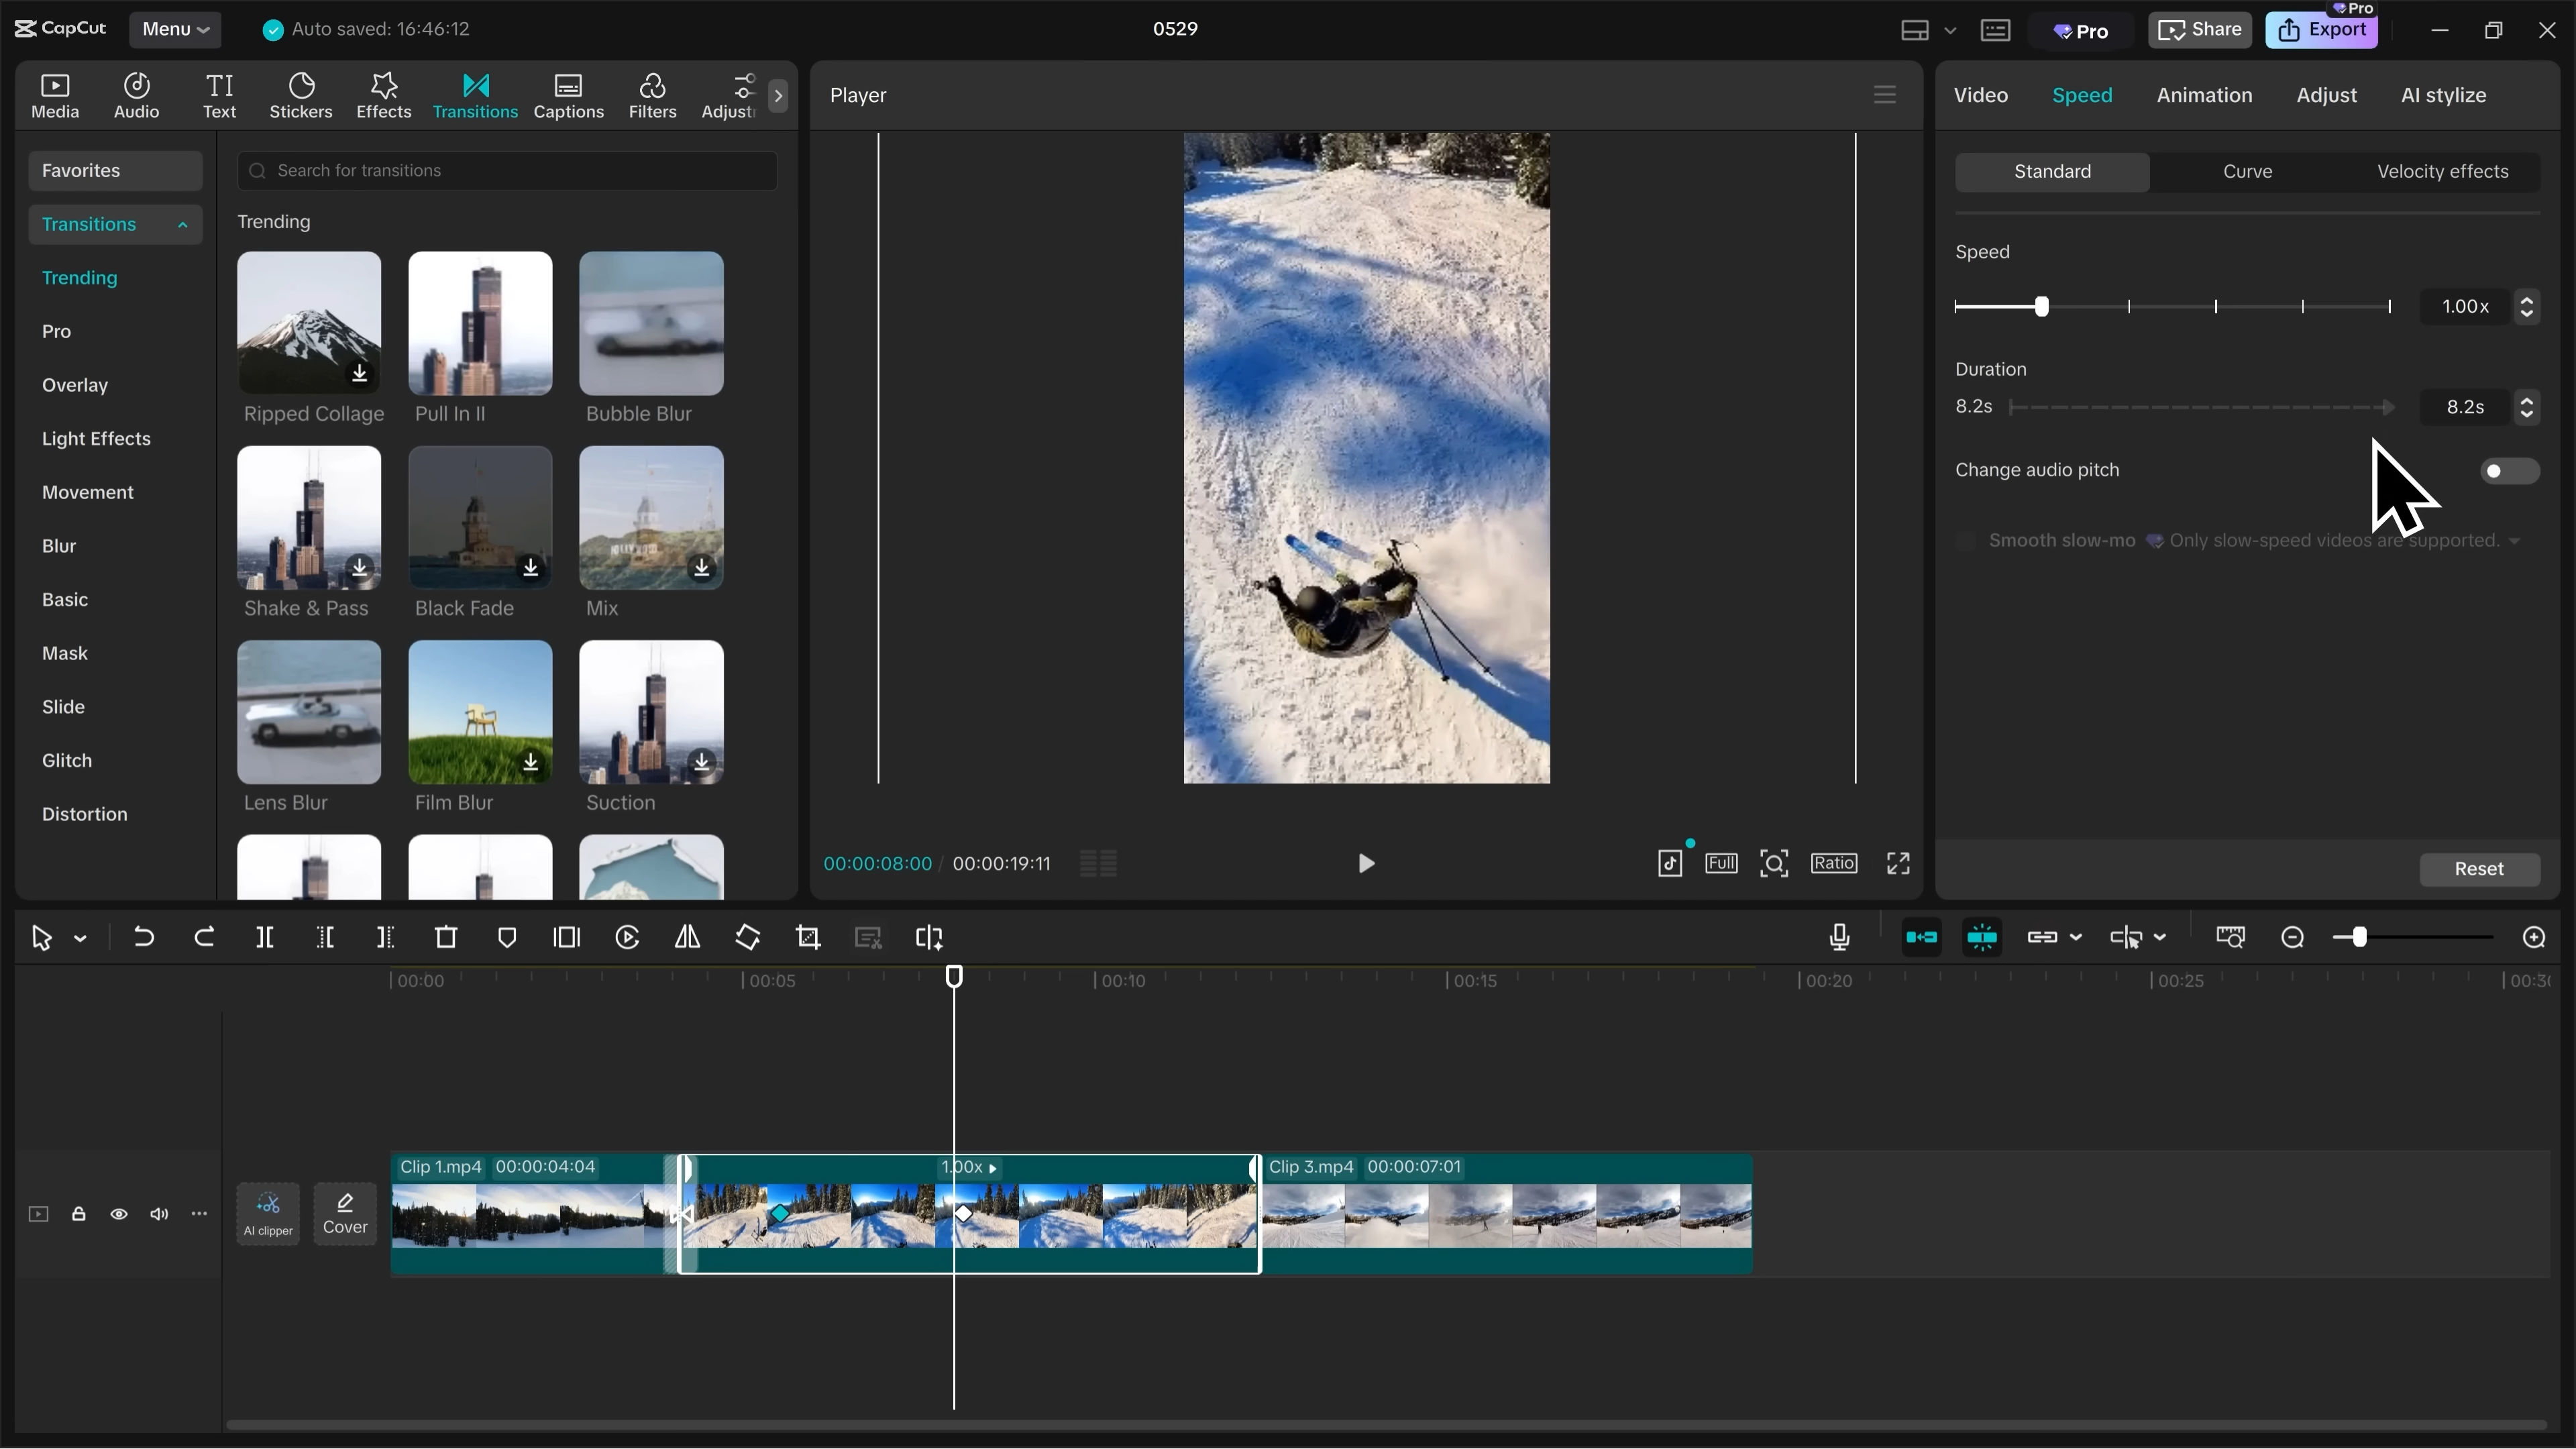 CapCut Menu Auto saved: 16:46:12 0529 Pro Share Export Pro
Media Audio Text Stickers Effects Transitions Captions Filters Adjustr
Favorites
Transitions
Trending
Pro
Overlay
Light Effects
Movement
Blur
Basic
Mask
Slide
Glitch
Distortion
Search for transitions
Trending
Ripped Collage Pull In II Bubble Blur
Shake & Pass Black Fade Mix
Lens Blur Film Blur Suction
Player
00:00:08:00 / 00:00:19:11 Full Ratio
Video Speed Animation Adjust AI stylize
Standard Curve Velocity effects
Speed
1.00x
Duration
8.2s 8.2s
Change audio pitch
Smooth slow-mo Only slow-speed videos are supported.
Reset
00:00 00:05 00:10 00:15 00:20 00:25 00:30
AI clipper Cover
Clip 1.mp4 00:00:04:04 1.00x Clip 3.mp4 00:00:07:01